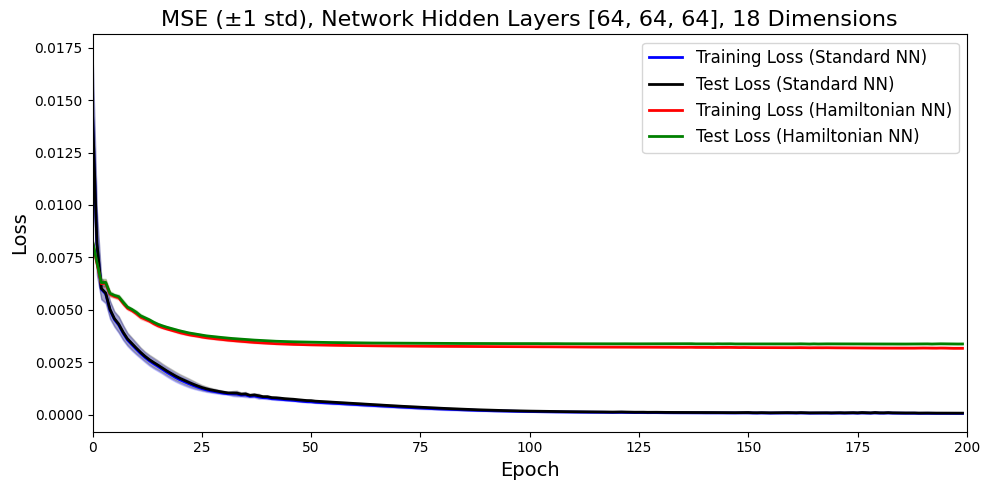 MSE (±1 std), Network Hidden Layers [64, 64, 64], 18 Dimensions
0.0175
0.0150
0.0125
0.0100
0.0075
0.0050
0.0025
0.0000
Loss
Training Loss (Standard NN)
Test Loss (Standard NN)
Training Loss (Hamiltonian NN)
Test Loss (Hamiltonian NN)
0 25 50 75 100 125 150 175 200
Epoch